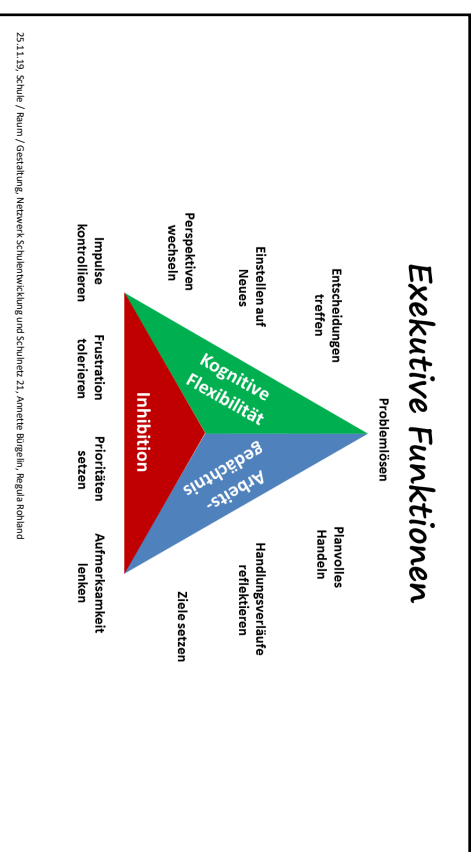 Exekutive Funktionen
Problemlösen
Entscheidungen
treffen
Planvolles
Handeln
Einstellen auf
Neues
Handlungsverläufe
reflektieren
Perspektiven
wechseln
Ziele setzen
Kognitive
Flexibilität
Arbeits-
gedächtnis
Inhibition
Impulse
kontrollieren
Frustration
tolerieren
Prioritäten
setzen
Aufmerksamkeit
lenken
25.11.19, Schule / Raum / Gestaltung, Netzwerk Schulentwicklung und Schulnetz 21, Annette Bürgelin, Regula Rohland